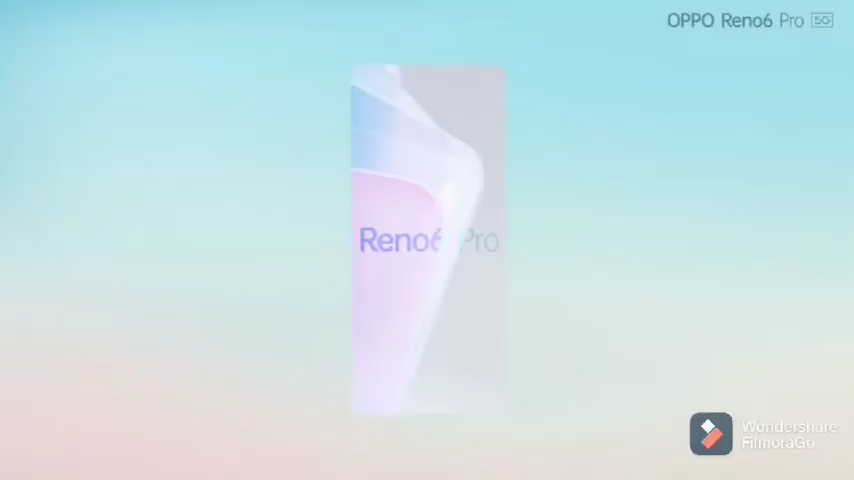 OPPO Reno6 Pro 5G
Reno6 Pro
Wondershare
FilmoraGo